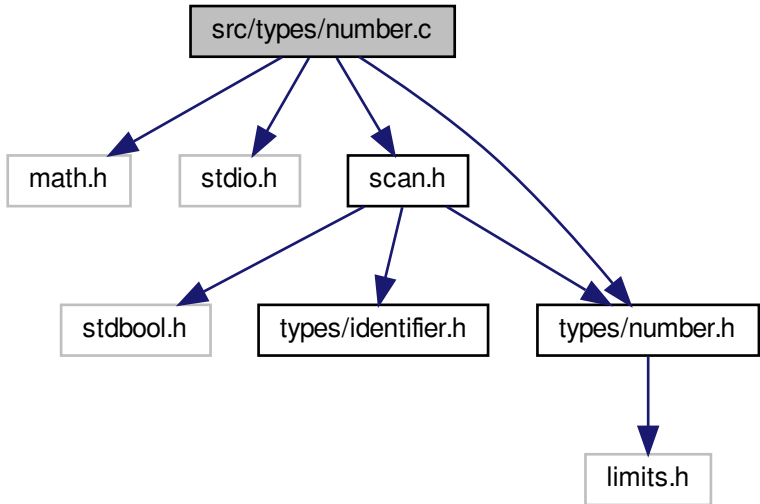 src/types/number.c
math.h
stdio.h
scan.h
stdbool.h
types/identifier.h
types/number.h
limits.h